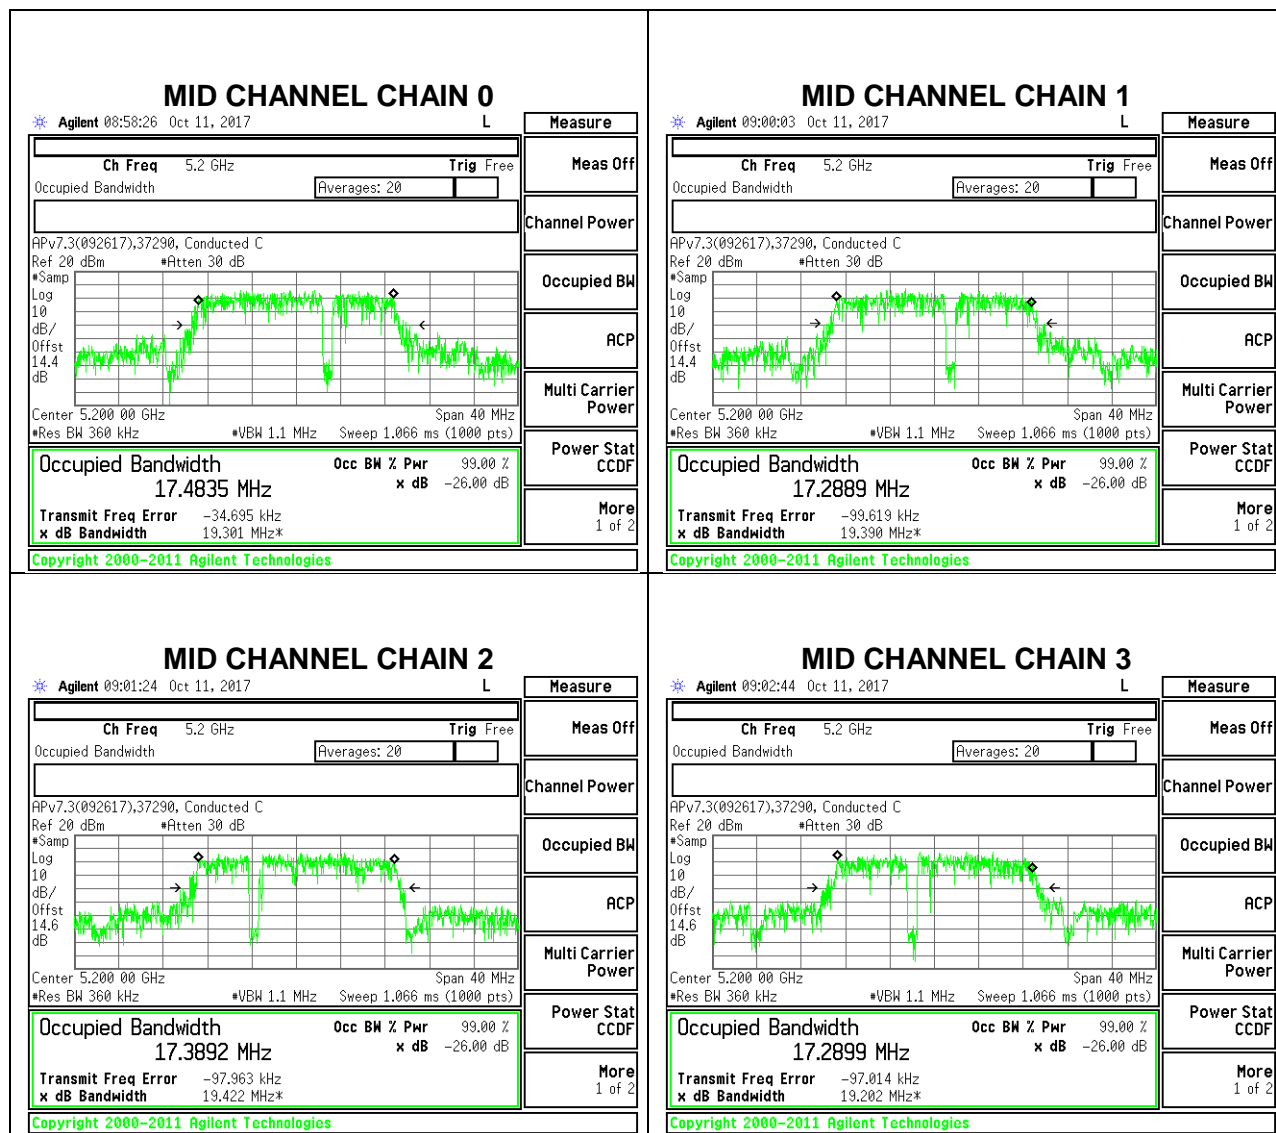 MID CHANNEL CHAIN 0
Agilent 08:58:26 Oct 11, 2017 L
Measure
Ch Freq 5.2 GHz Trig Free
Meas Off
Occupied Bandwidth Averages: 20
Channel Power
APv7.3(092617),37290, Conducted C
Ref 20 dBm #Atten 30 dB
#Samp
Log
10
dB/
Offst
14.4
dB
Occupied BW
ACP
Multi Carrier
Power
Center 5.200 00 GHz Span 40 MHz
#Res BW 360 kHz #VBW 1.1 MHz Sweep 1.066 ms (1000 pts)
Power Stat
CCDF
Occupied Bandwidth Occ BW % Pwr 99.00 %
17.4835 MHz x dB -26.00 dB
Transmit Freq Error -34.695 kHz
x dB Bandwidth 19.301 MHz*
More
1 of 2
Copyright 2000-2011 Agilent Technologies
MID CHANNEL CHAIN 1
Agilent 09:00:03 Oct 11, 2017 L
Measure
Ch Freq 5.2 GHz Trig Free
Meas Off
Occupied Bandwidth Averages: 20
Channel Power
APv7.3(092617),37290, Conducted C
Ref 20 dBm #Atten 30 dB
#Samp
Log
10
dB/
Offst
14.4
dB
Occupied BW
ACP
Multi Carrier
Power
Center 5.200 00 GHz Span 40 MHz
#Res BW 360 kHz #VBW 1.1 MHz Sweep 1.066 ms (1000 pts)
Power Stat
CCDF
Occupied Bandwidth Occ BW % Pwr 99.00 %
17.2889 MHz x dB -26.00 dB
Transmit Freq Error -99.619 kHz
x dB Bandwidth 19.390 MHz*
More
1 of 2
Copyright 2000-2011 Agilent Technologies
MID CHANNEL CHAIN 2
Agilent 09:01:24 Oct 11, 2017 L
Measure
Ch Freq 5.2 GHz Trig Free
Meas Off
Occupied Bandwidth Averages: 20
Channel Power
APv7.3(092617),37290, Conducted C
Ref 20 dBm #Atten 30 dB
#Samp
Log
10
dB/
Offst
14.6
dB
Occupied BW
ACP
Multi Carrier
Power
Center 5.200 00 GHz Span 40 MHz
#Res BW 360 kHz #VBW 1.1 MHz Sweep 1.066 ms (1000 pts)
Power Stat
CCDF
Occupied Bandwidth Occ BW % Pwr 99.00 %
17.3892 MHz x dB -26.00 dB
Transmit Freq Error -97.963 kHz
x dB Bandwidth 19.422 MHz*
More
1 of 2
Copyright 2000-2011 Agilent Technologies
MID CHANNEL CHAIN 3
Agilent 09:02:44 Oct 11, 2017 L
Measure
Ch Freq 5.2 GHz Trig Free
Meas Off
Occupied Bandwidth Averages: 20
Channel Power
APv7.3(092617),37290, Conducted C
Ref 20 dBm #Atten 30 dB
#Samp
Log
10
dB/
Offst
14.6
dB
Occupied BW
ACP
Multi Carrier
Power
Center 5.200 00 GHz Span 40 MHz
#Res BW 360 kHz #VBW 1.1 MHz Sweep 1.066 ms (1000 pts)
Power Stat
CCDF
Occupied Bandwidth Occ BW % Pwr 99.00 %
17.2899 MHz x dB -26.00 dB
Transmit Freq Error -97.014 kHz
x dB Bandwidth 19.202 MHz*
More
1 of 2
Copyright 2000-2011 Agilent Technologies